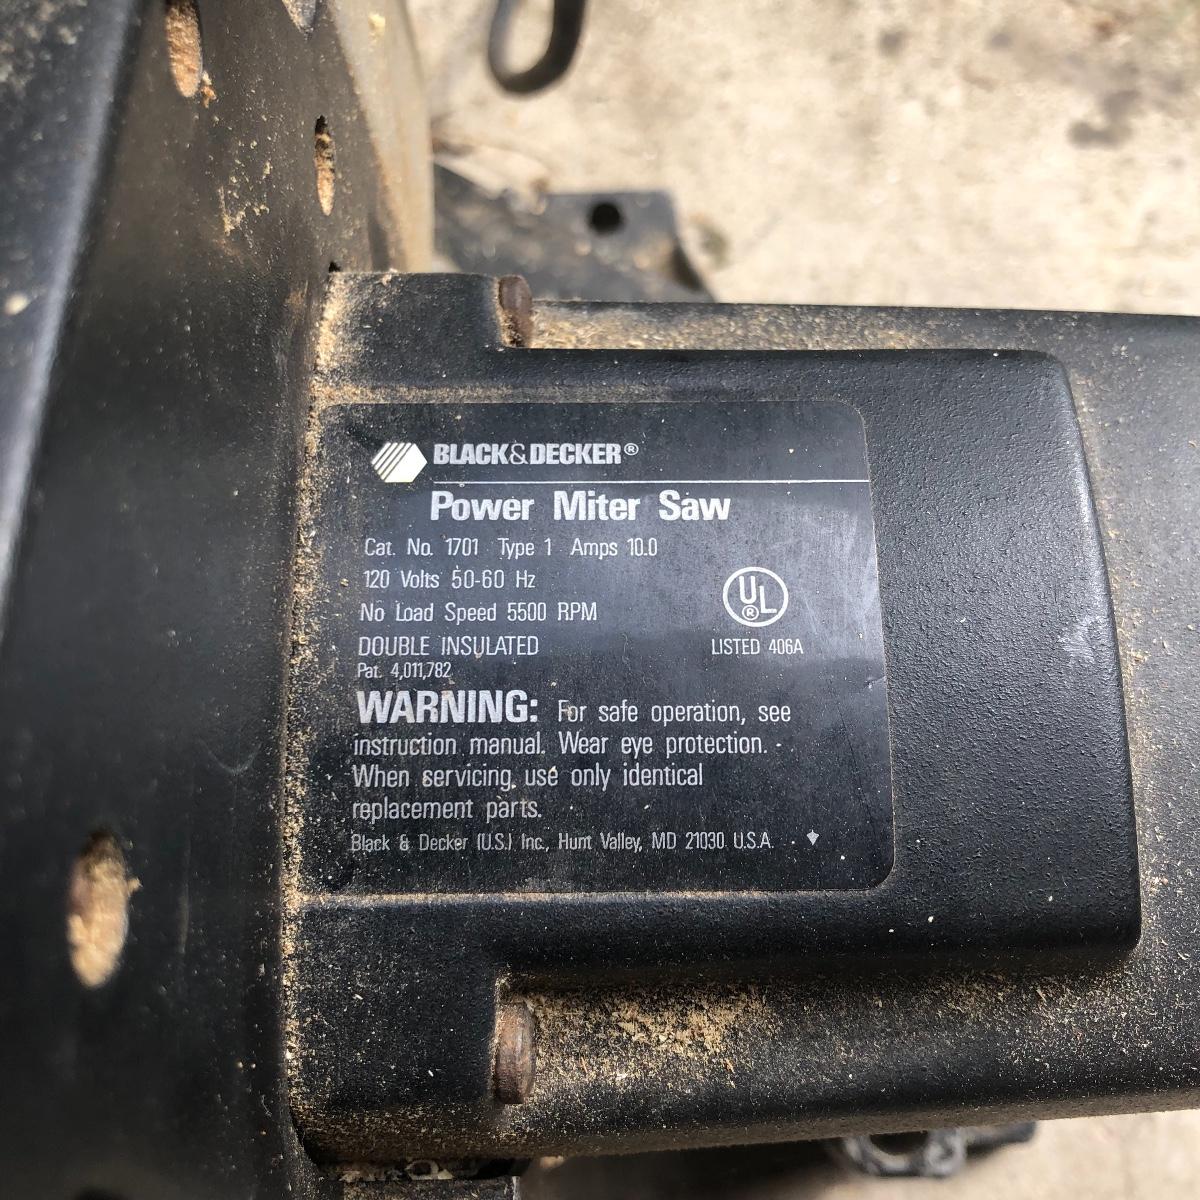 BLACK&DECKER®
Power Miter Saw
Cat. No. 1701 Type 1 Amps 10.0
120 Volts 50-60 Hz
No Load Speed 5500 RPM
UL®
DOUBLE INSULATED
LISTED 406A
Pat. 4,011,782
WARNING: For safe operation, see
instruction manual. Wear eye protection.
When servicing, use only identical
replacement parts.
Black & Decker (U.S.) Inc., Hunt Valley, MD 21030 U.S.A.